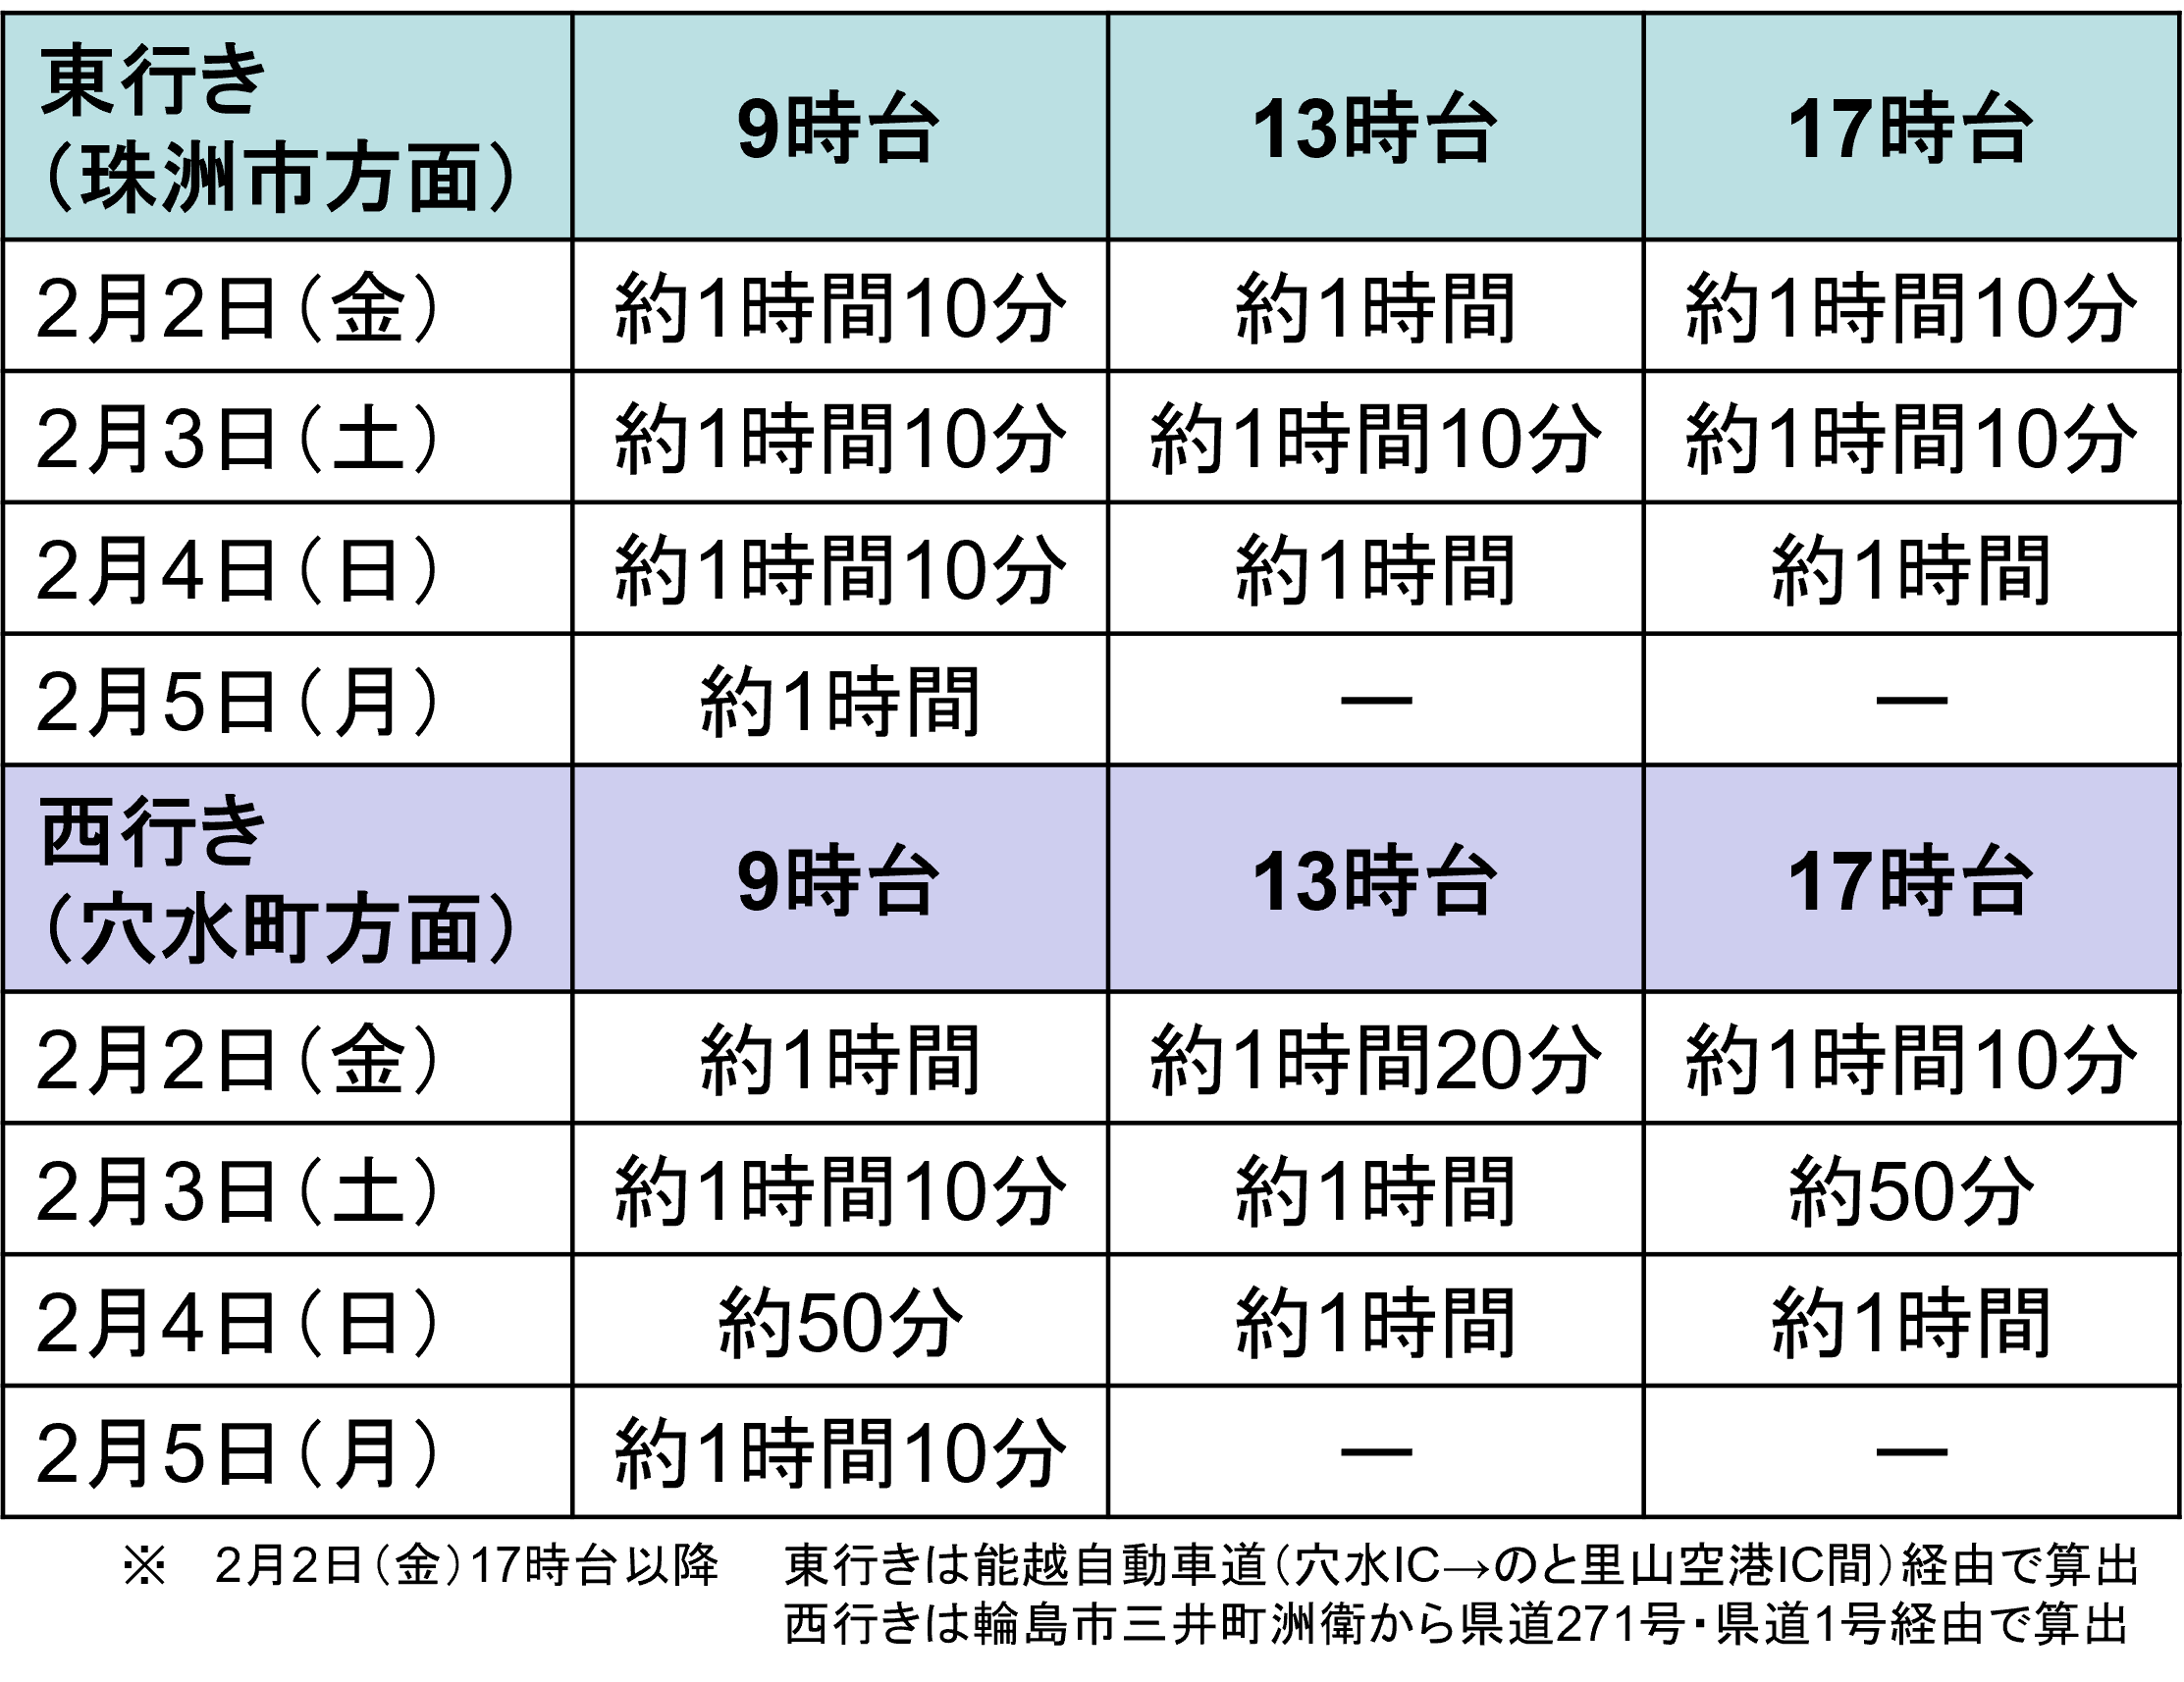 東行き
（珠洲市方面） 9時台 13時台 17時台
2月2日（金） 約1時間10分 約1時間 約1時間10分
2月3日（土） 約1時間10分 約1時間10分 約1時間10分
2月4日（日） 約1時間10分 約1時間 約1時間
2月5日（月） 約1時間 ― ―
西行き
（穴水町方面） 9時台 13時台 17時台
2月2日（金） 約1時間 約1時間20分 約1時間10分
2月3日（土） 約1時間10分 約1時間 約50分
2月4日（日） 約50分 約1時間 約1時間
2月5日（月） 約1時間10分 ― ―
※ 2月2日（金）17時台以降 東行きは能越自動車道（穴水IC→のと里山空港IC間）経由で算出
西行きは輪島市三井町洲衛から県道271号・県道1号経由で算出